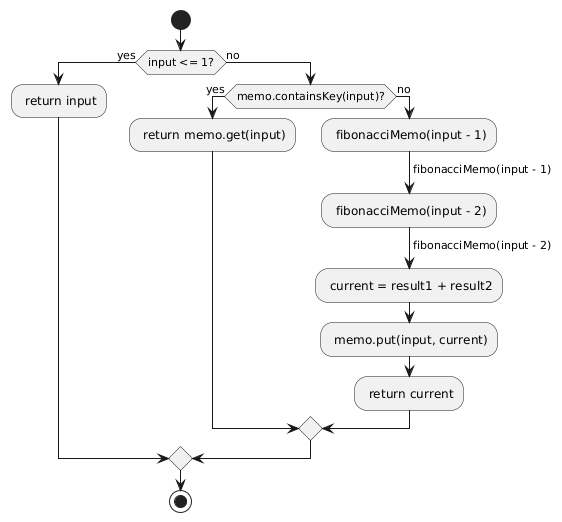 yes
input <= 1?
no
return input
yes
memo.containsKey(input)?
no
return memo.get(input)
fibonacciMemo(input - 1)
fibonacciMemo(input - 1)
fibonacciMemo(input - 2)
fibonacciMemo(input - 2)
current = result1 + result2
memo.put(input, current)
return current